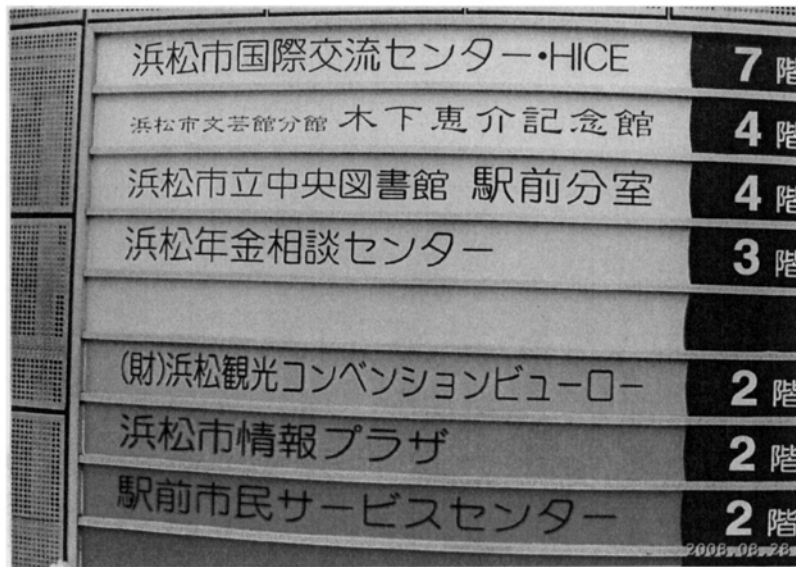 浜松市国際交流センター・HICE 7階
浜松市文芸館分館 木下恵介記念館 4階
浜松市立中央図書館 駅前分室 4階
浜松年金相談センター 3階
(財)浜松観光コンベンションビューロー 2階
浜松市情報プラザ 2階
駅前市民サービスセンター 2階